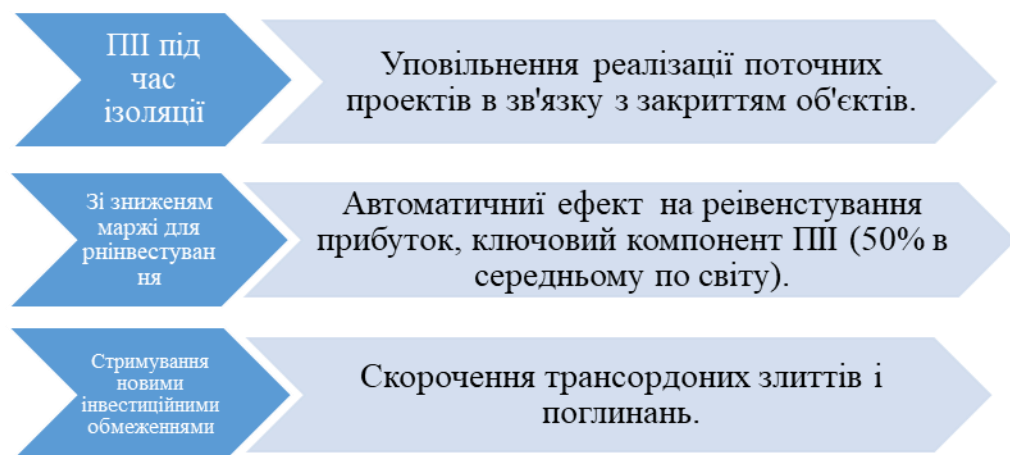 ПІІ під
час
ізоляції
Уповільнення реалізації поточних
проектів в зв'язку з закриттям об'єктів.
Зі зниженям
маржі для
рнінвестуван
ня
Автоматичниї ефект на реівенстування
прибуток, ключовий компонент ПІІ (50% в
середньому по світу).
Стримування
новими
інвестиційними
обмеженнями
Скорочення трансордоних злиттів і
поглинань.